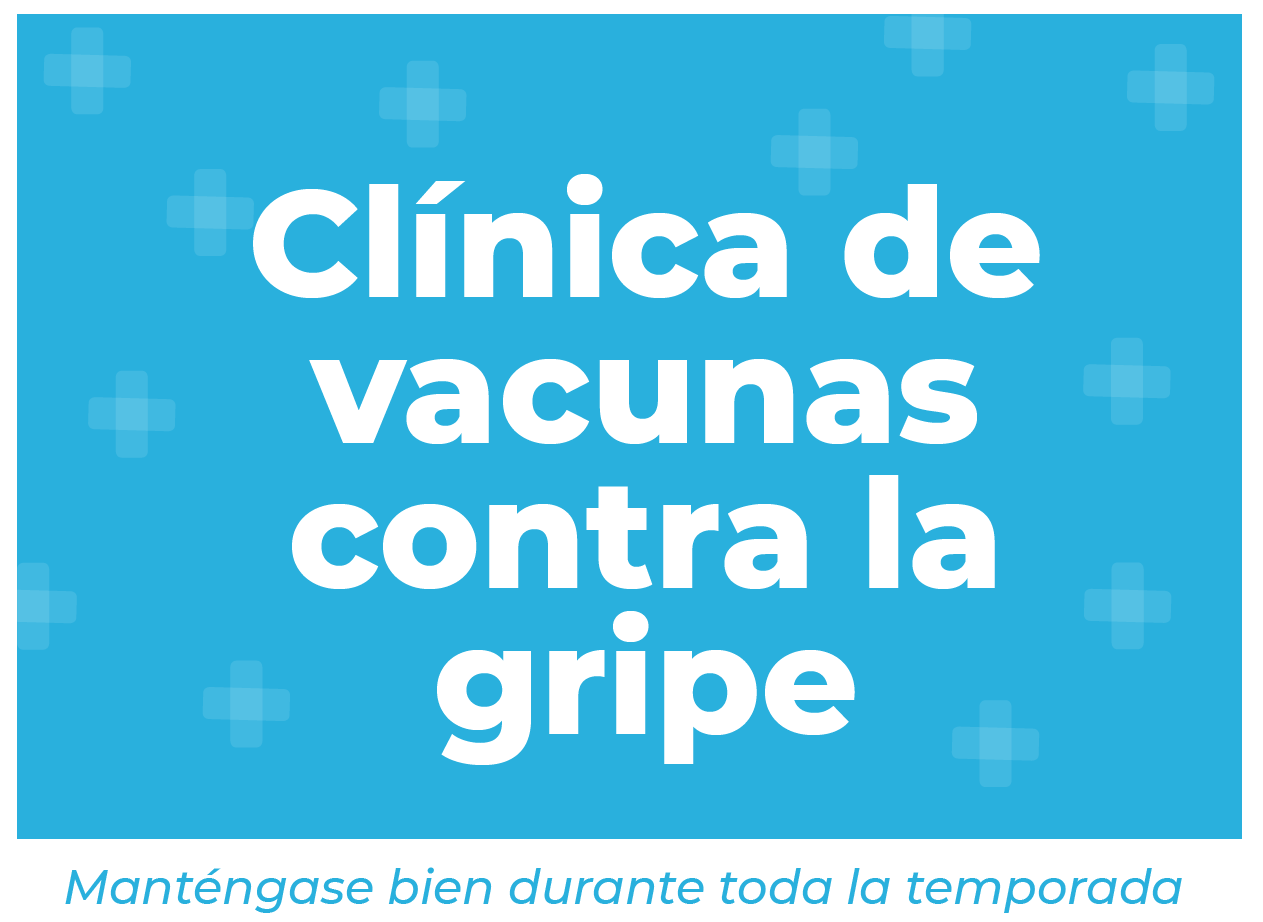 Clínica de
vacunas
contra la
gripe
Manténgase bien durante toda la temporada